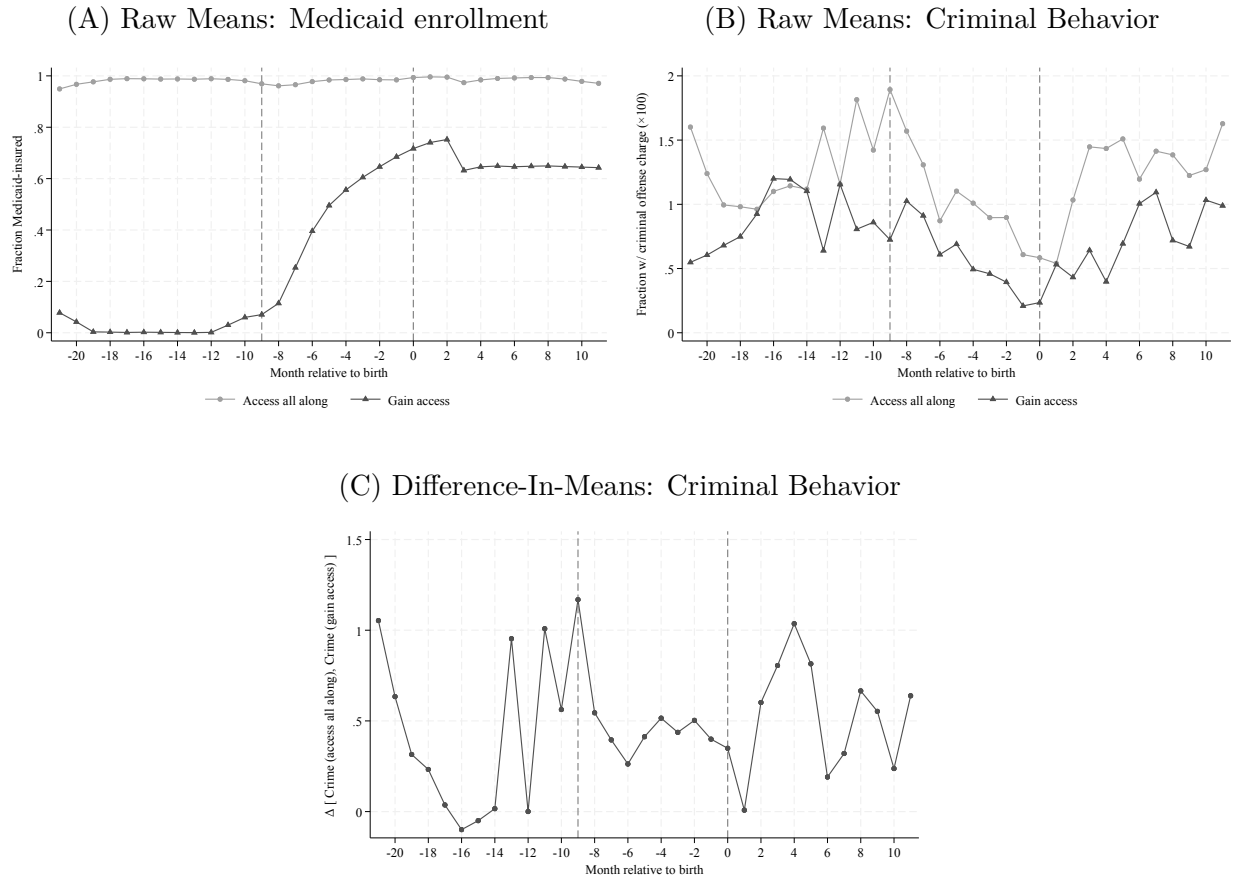 (A) Raw Means: Medicaid enrollment
Fraction Medicaid-insured
1
.8
.6
.4
.2
0
-20 -18 -16 -14 -12 -10 -8 -6 -4 -2 0 2 4 6 8 10
Month relative to birth
Access all along Gain access
(B) Raw Means: Criminal Behavior
Fraction w/ criminal offense charge (×100)
2
1.5
1
.5
0
-20 -18 -16 -14 -12 -10 -8 -6 -4 -2 0 2 4 6 8 10
Month relative to birth
Access all along Gain access
(C) Difference-In-Means: Criminal Behavior
Δ [ Crime (access all along), Crime (gain access) ]
1.5
1
.5
0
-20 -18 -16 -14 -12 -10 -8 -6 -4 -2 0 2 4 6 8 10
Month relative to birth